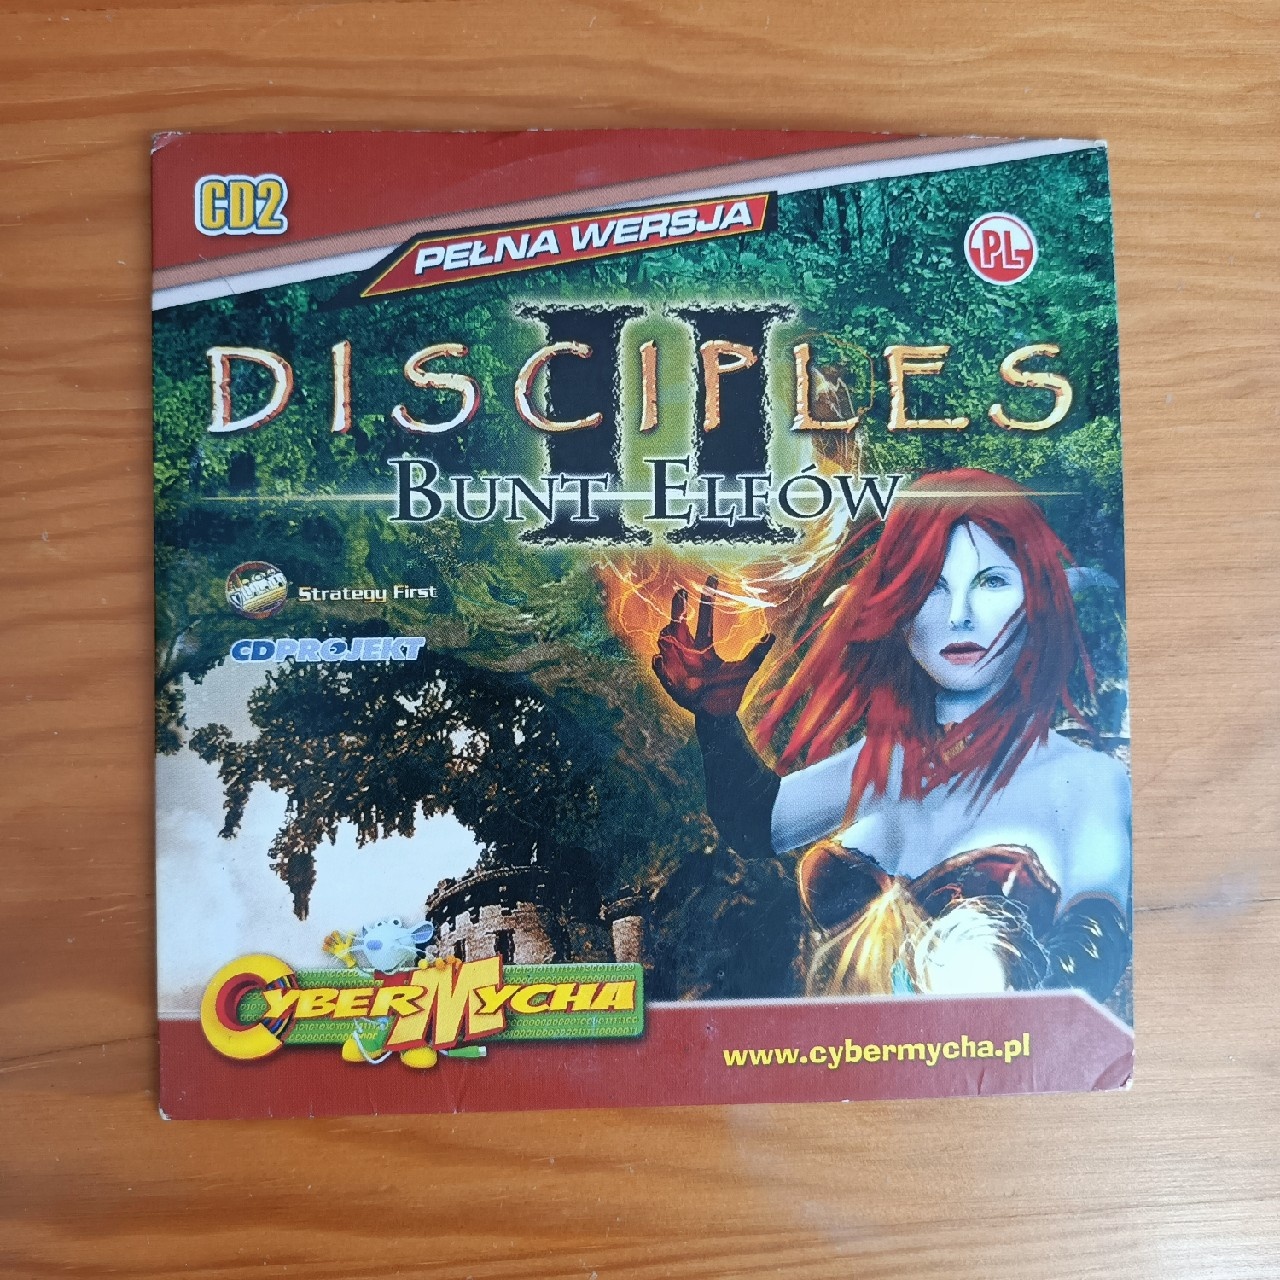 CD2
PEŁNA WERSJA
PL
II
DISCIPLES
BUNT ELFÓW
Strategy First
CDPROJEKT
CYBERMYCHA
www.cybermycha.pl